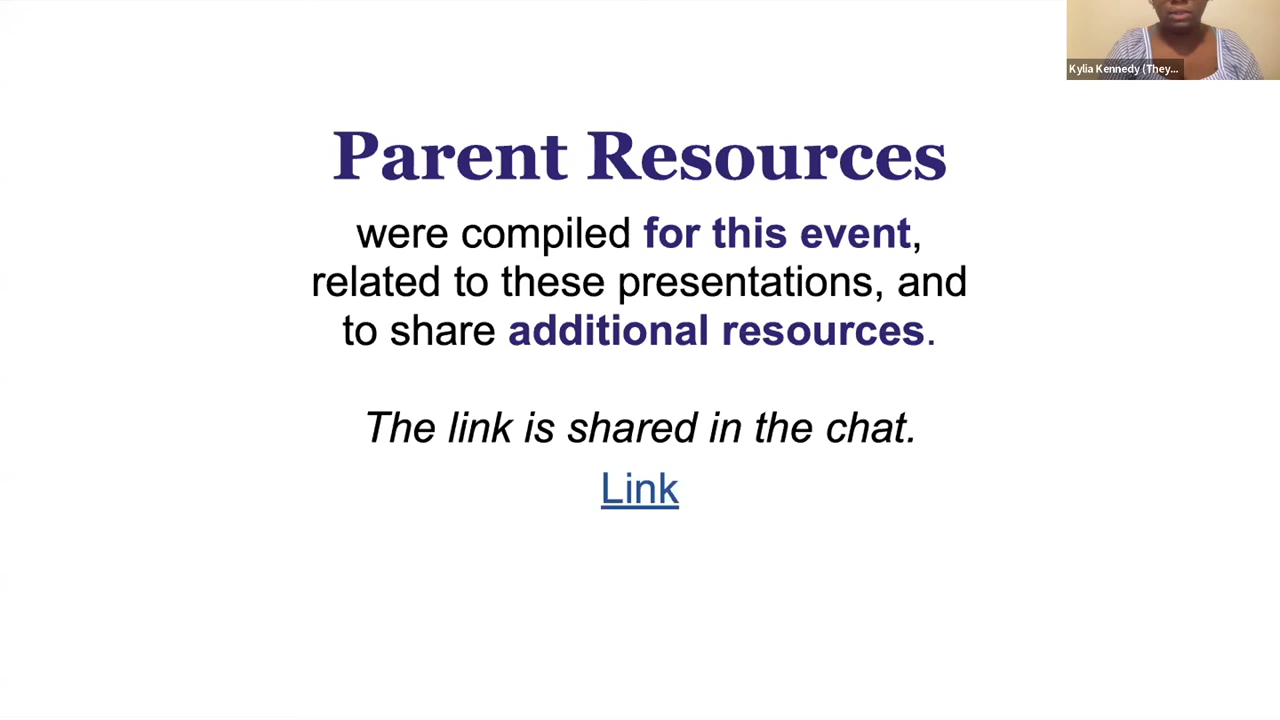 Kylia Kennedy (They...
Parent Resources
were compiled for this event,
related to these presentations, and
to share additional resources.
The link is shared in the chat.
Link